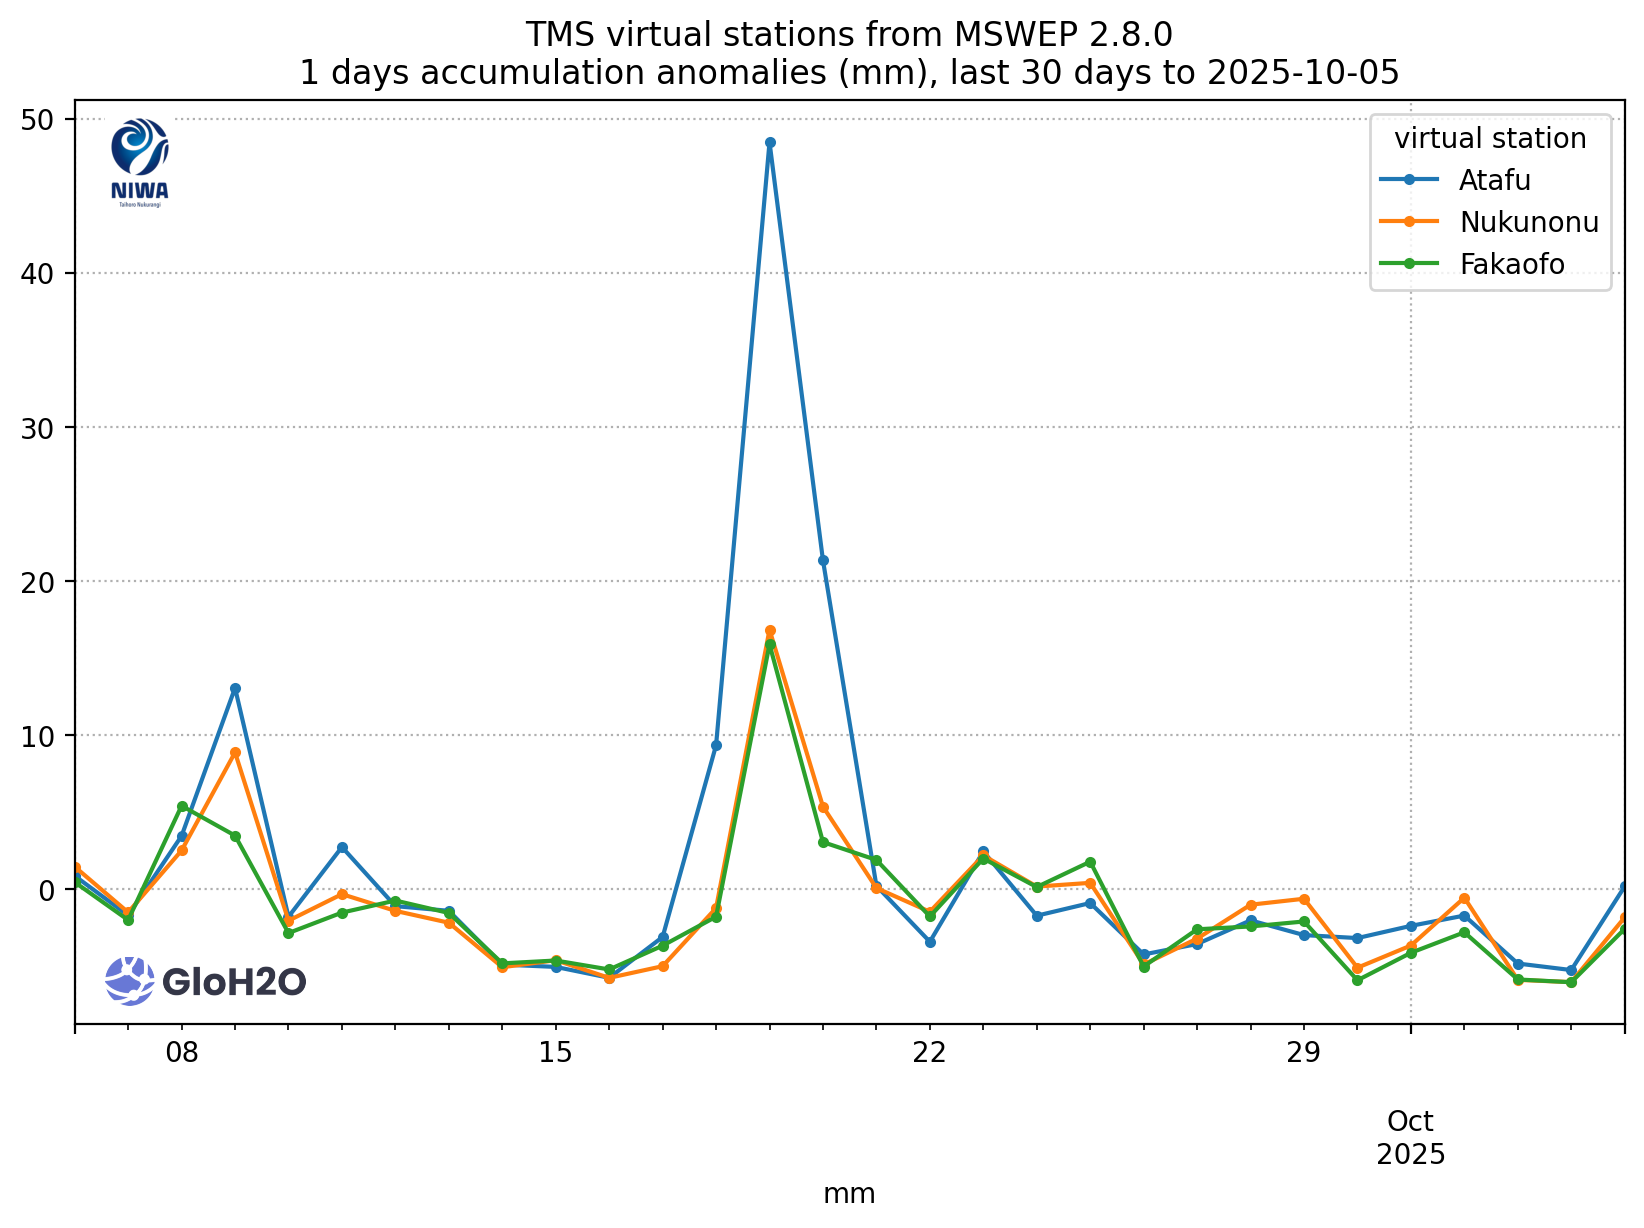 TMS virtual stations from MSWEP 2.8.0
1 days accumulation anomalies (mm), last 30 days to 2025-10-05
50
40
30
20
10
0
NIWA
Taihoro Nukurangi
virtual station
Atafu
Nukunonu
Fakaofo
GloH2O
08
15
22
29
Oct
2025
mm